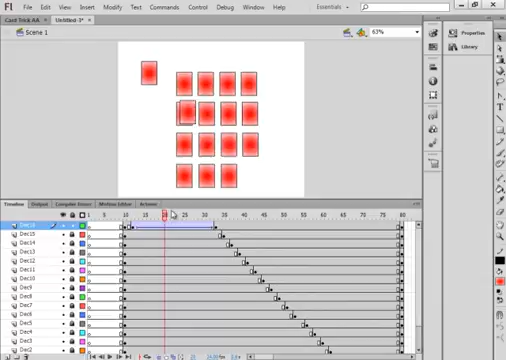 Fl File Edit View Insert Modify Text Commands Control Debug Window Help Essentials
Card Trick AA × Untitled-3* ×
Scene 1 63%
Properties
Library
Timeline Output Compiler Errors Motion Editor Actions
1 5 10 15 20 25 30 35 40 45 50 55 60 65 70 75 80
Dec16
Dec15
Dec14
Dec13
Dec12
Dec11
Dec10
Dec9
Dec8
Dec7
Dec6
Dec5
Dec4
Dec3
Dec2